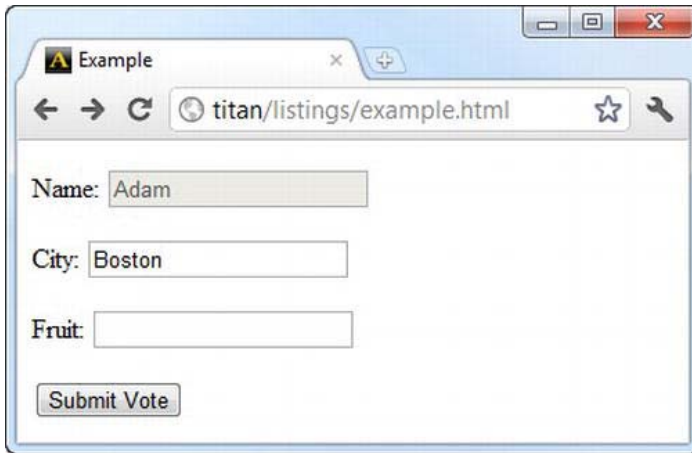 Example
titan/listings/example.html
Name: Adam
City: Boston
Fruit:
Submit Vote